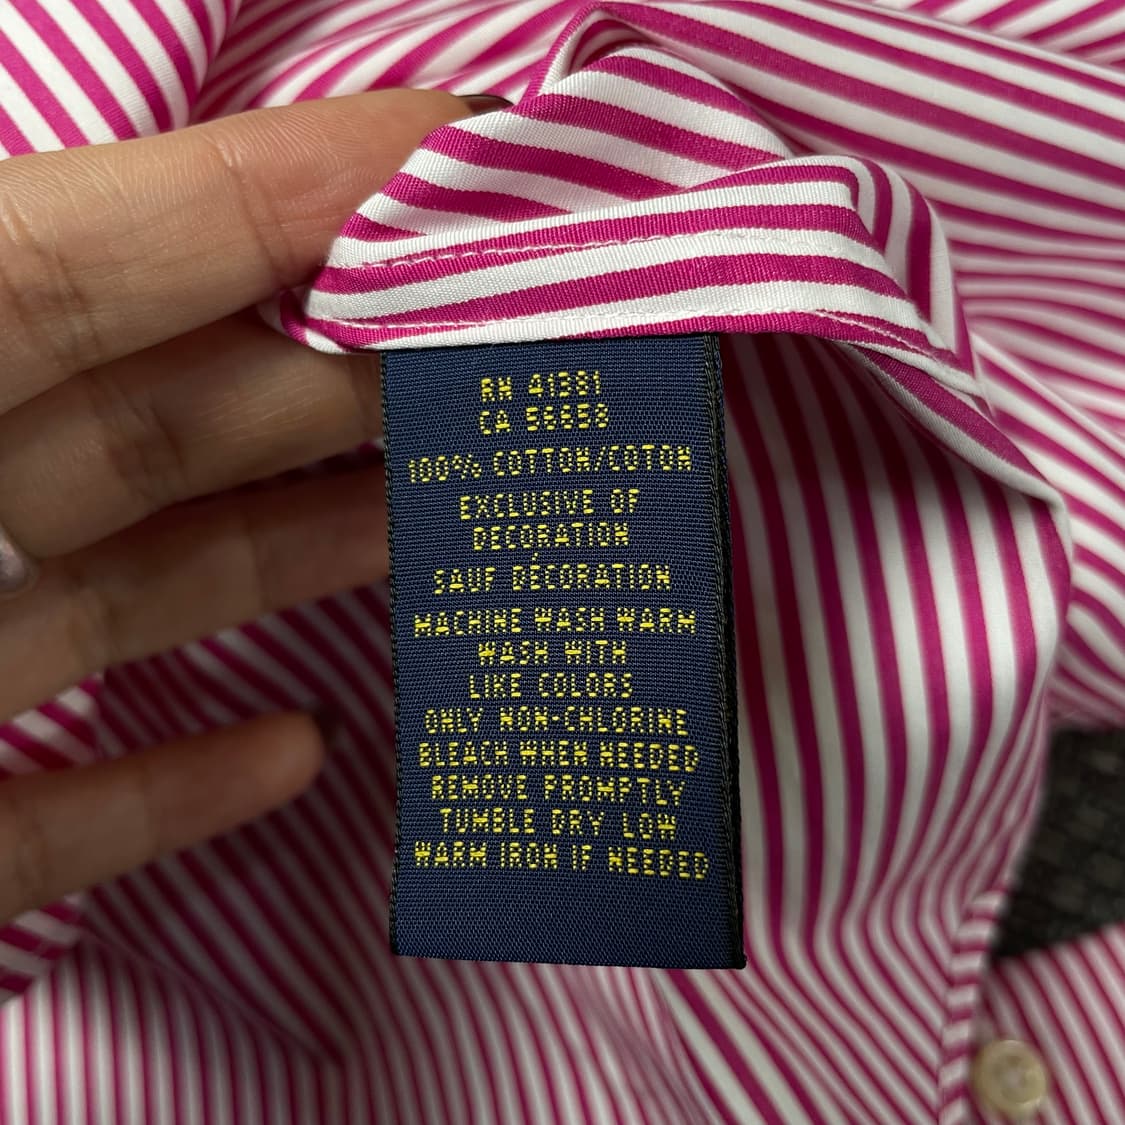 RN 41381
CA 56658
100% COTTON/COTON
EXCLUSIVE OF
DECORATION
SAUF DÉCORATION
MACHINE WASH WARM
WASH WITH
LIKE COLORS
ONLY NON-CHLORINE
BLEACH WHEN NEEDED
REMOVE PROMPTLY
TUMBLE DRY LOW
WARM IRON IF NEEDED